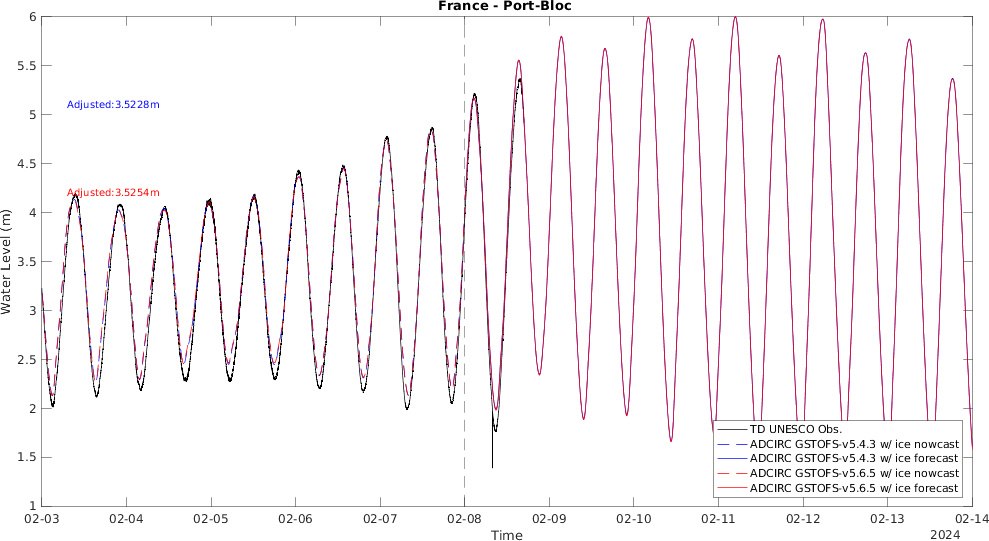 France - Port-Bloc
6
5.5
5
4.5
4
3.5
3
2.5
2
1.5
1
Water Level (m)
Adjusted:3.5228m
Adjusted:3.5254m
TD UNESCO Obs.
ADCIRC GSTOFS-v5.4.3 w/ ice nowcast
ADCIRC GSTOFS-v5.4.3 w/ ice forecast
ADCIRC GSTOFS-v5.6.5 w/ ice nowcast
ADCIRC GSTOFS-v5.6.5 w/ ice forecast
02-03 02-04 02-05 02-06 02-07 02-08 02-09 02-10 02-11 02-12 02-13 02-14
Time
2024